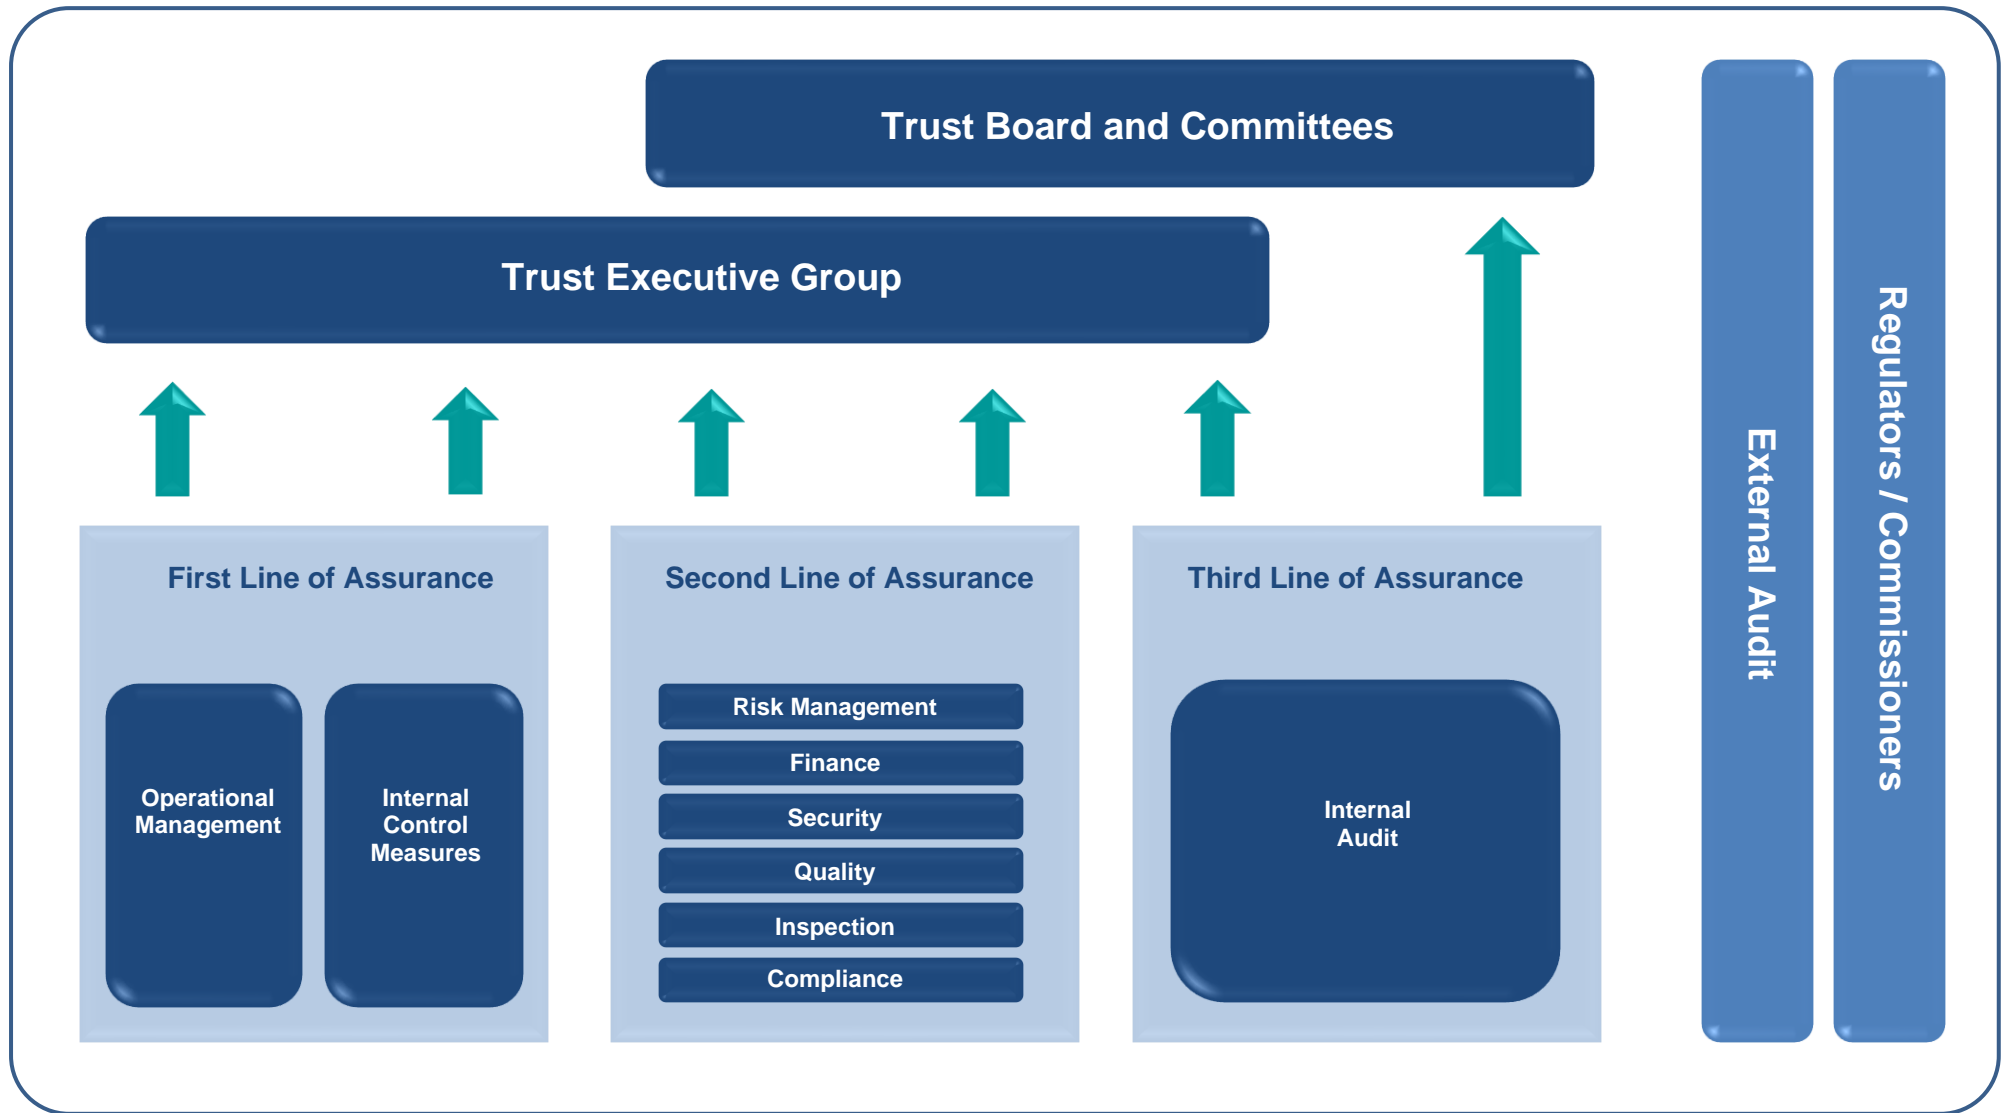 Trust Board and Committees
Trust Executive Group
First Line of Assurance
Operational
Management
Internal
Control
Measures
Second Line of Assurance
Risk Management
Finance
Security
Quality
Inspection
Compliance
Third Line of Assurance
Internal
Audit
External Audit
Regulators / Commissioners